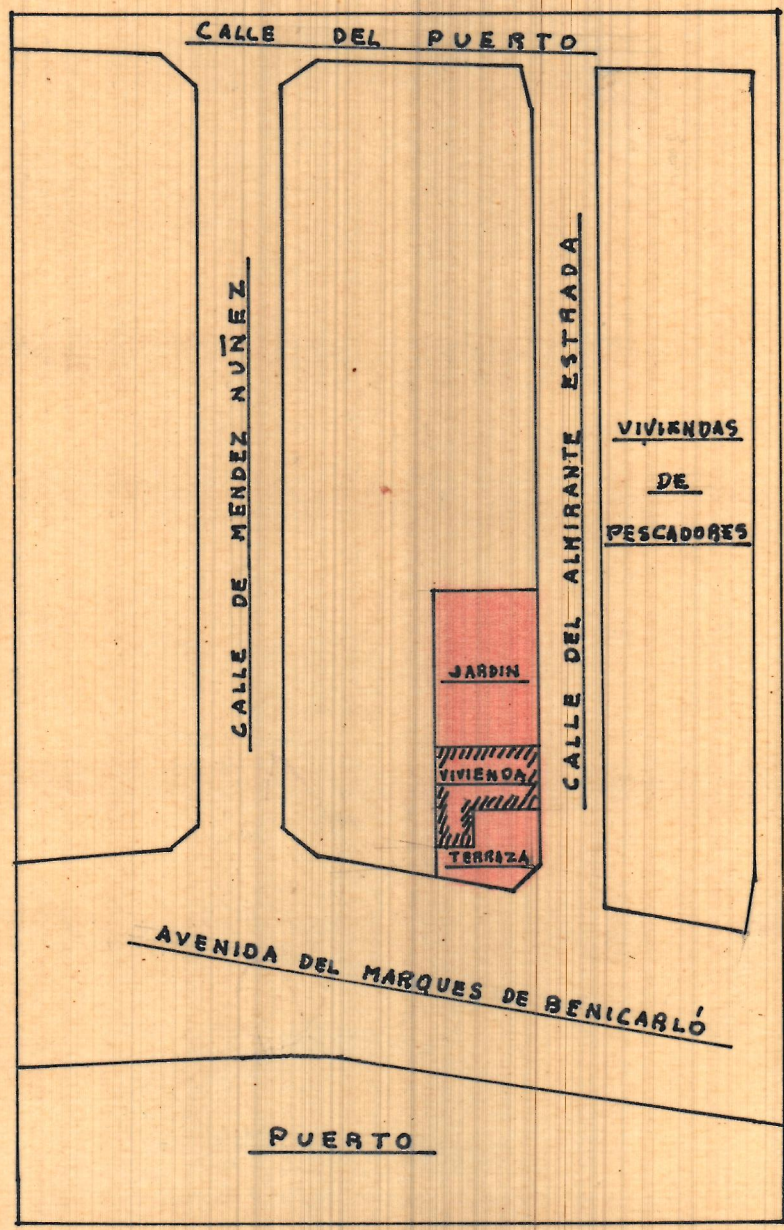 CALLE DEL PUERTO
CALLE DE MENDEZ NUÑEZ
CALLE DEL ALMIRANTE ESTRADA
VIVIENDAS
DE
PESCADORES
JARDIN
VIVIENDA
TERRAZA
AVENIDA DEL MARQUES DE BENICARLÓ
PUERTO